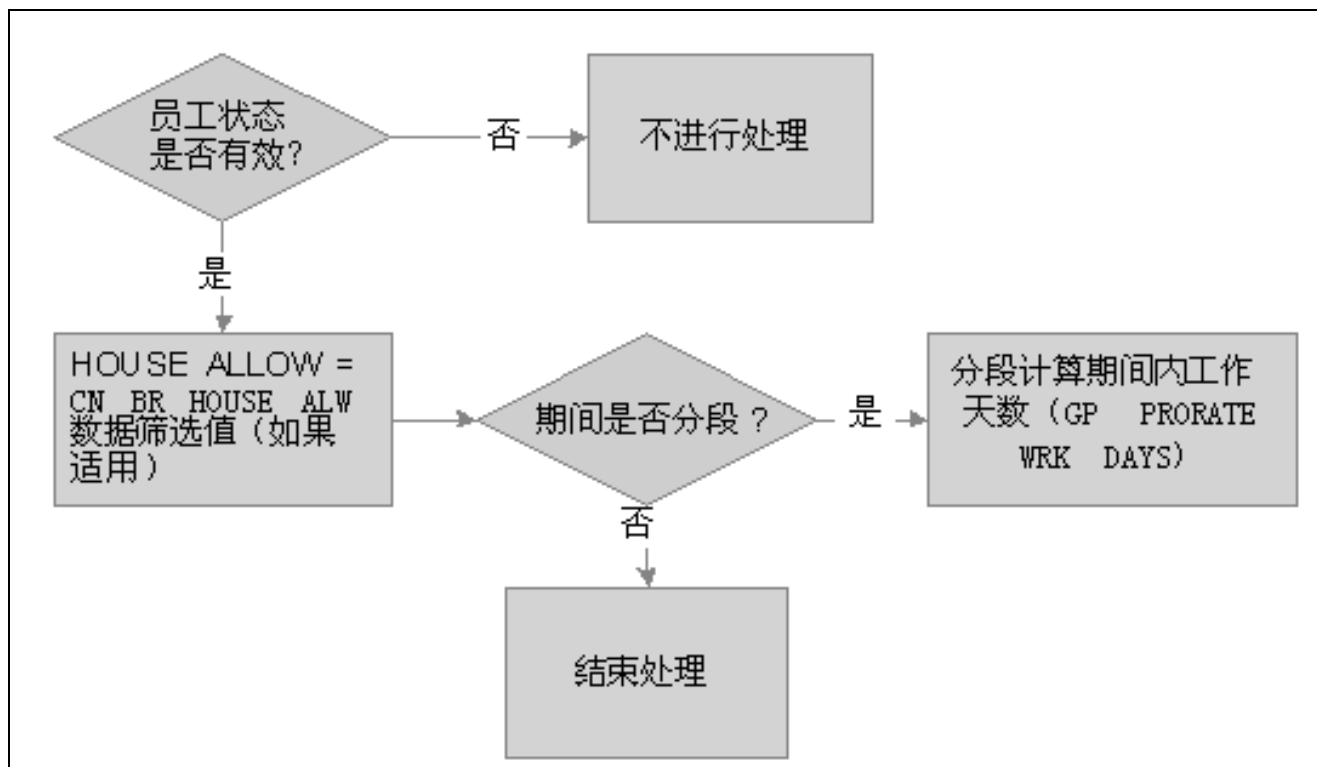 员工状态
是否有效?
否
不进行处理
是
HOUSE ALLOW =
CN BR HOUSE ALW
数据筛选值(如果
适用)
期间是否分段?
是
分段计算期间内工作
天数(GP PRORATE
WRK DAYS)
否
结束处理